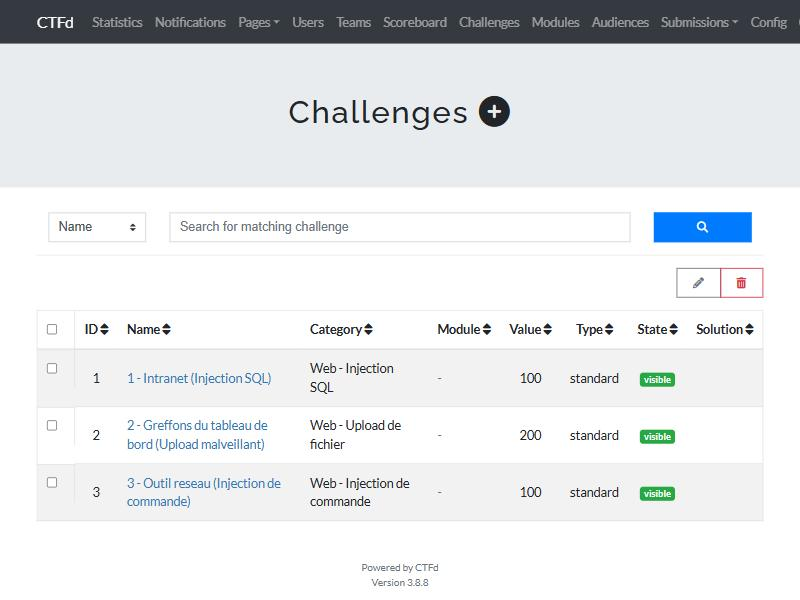 CTFd Statistics Notifications Pages Users Teams Scoreboard Challenges Modules Audiences Submissions Config
Challenges
Name Search for matching challenge
ID Name Category Module Value Type State Solution
1 1 - Intranet (Injection SQL) Web - Injection SQL - 100 standard visible
2 2 - Greffons du tableau de bord (Upload malveillant) Web - Upload de fichier - 200 standard visible
3 3 - Outil reseau (Injection de commande) Web - Injection de commande - 100 standard visible
Powered by CTFd
Version 3.8.8